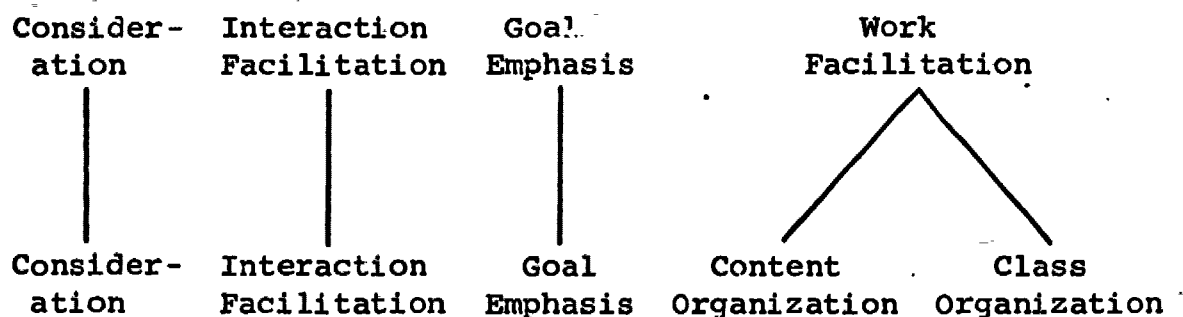 Consider- Interaction Goal Work
ation Facilitation Emphasis Facilitation
Consider- Interaction Goal Content Class
ation Facilitation Emphasis Organization Organization